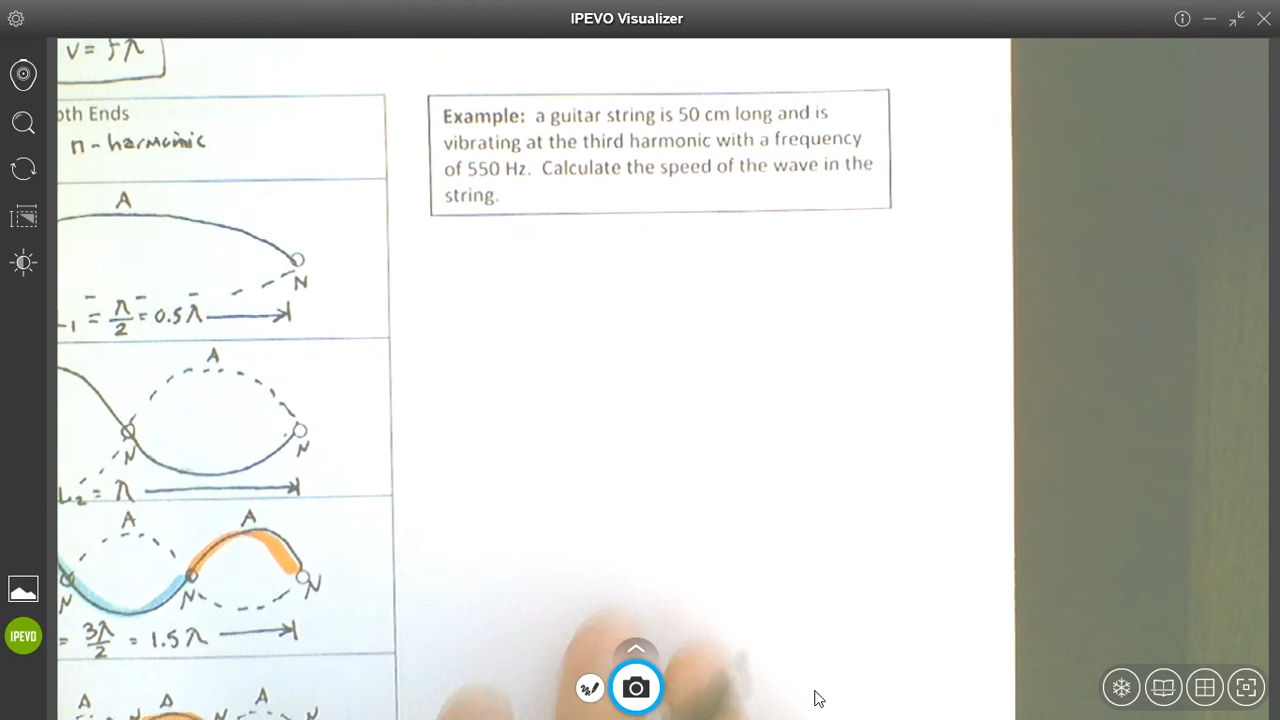 IPEVO Visualizer
v = fλ
oth Ends
n - harmonic
A
N
= λ/2 = 0.5λ
A
N
N
L2 = λ
A
A
N
N
N
= 3λ/2 = 1.5λ
A
A
A
N
N
Example: a guitar string is 50 cm long and is
vibrating at the third harmonic with a frequency
of 550 Hz. Calculate the speed of the wave in the
string.
IPEVO